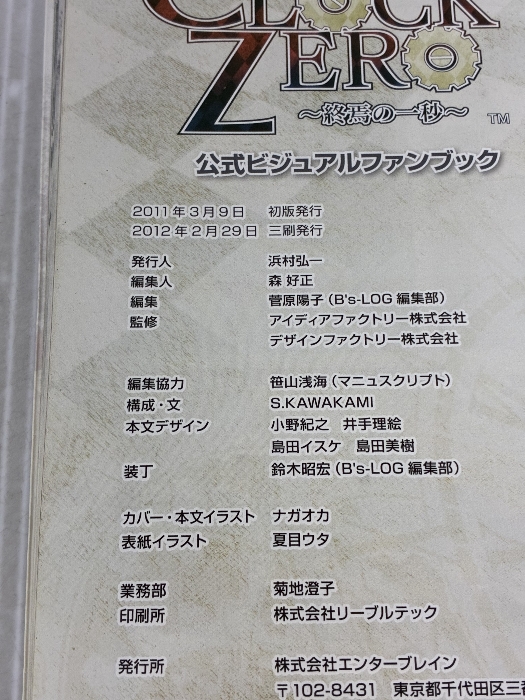 CLOCK
ZERO
～終焉の一秒～ TM
公式ビジュアルファンブック
2011年3月9日 初版発行
2012年2月29日 三刷発行
発行人 浜村弘一
編集人 森 好正
編集 菅原陽子（B's-LOG 編集部）
監修 アイディアファクトリー株式会社
デザインファクトリー株式会社
編集協力 笹山浅海（マニュスクリプト）
構成・文 S.KAWAKAMI
本文デザイン 小野紀之 井手理絵
島田イスケ 島田美樹
装丁 鈴木昭宏（B's-LOG 編集部）
カバー・本文イラスト ナガオカ
表紙イラスト 夏目ウタ
業務部 菊地澄子
印刷所 株式会社リーブルテック
発行所 株式会社エンターブレイン
〒102-8431 東京都千代田区三番